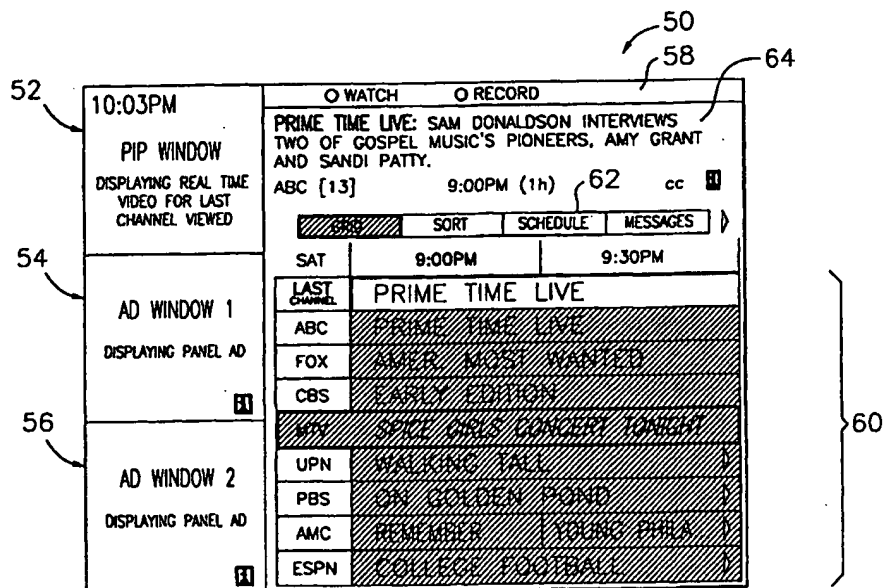 50
58
64
52
10:03PM
PIP WINDOW
DISPLAYING REAL TIME
VIDEO FOR LAST
CHANNEL VIEWED
O WATCH O RECORD
PRIME TIME LIVE: SAM DONALDSON INTERVIEWS
TWO OF GOSPEL MUSIC'S PIONEERS, AMY GRANT
AND SANDI PATTY.
ABC [13] 9:00PM (1h) CC i
62
GRID SORT SCHEDULE MESSAGES
54
AD WINDOW 1
DISPLAYING PANEL AD
i
56
AD WINDOW 2
DISPLAYING PANEL AD
i
SAT 9:00PM 9:30PM
LAST CHANNEL PRIME TIME LIVE
ABC PRIME TIME LIVE
FOX AMER. MOST WANTED
CBS EARLY EDITION
MTV SPICE GIRLS CONCERT TONIGHT
UPN WALKING TALL
PBS ON GOLDEN POND
AMC REMEMBER YOUNG PHILA.
ESPN COLLEGE FOOTBALL
60